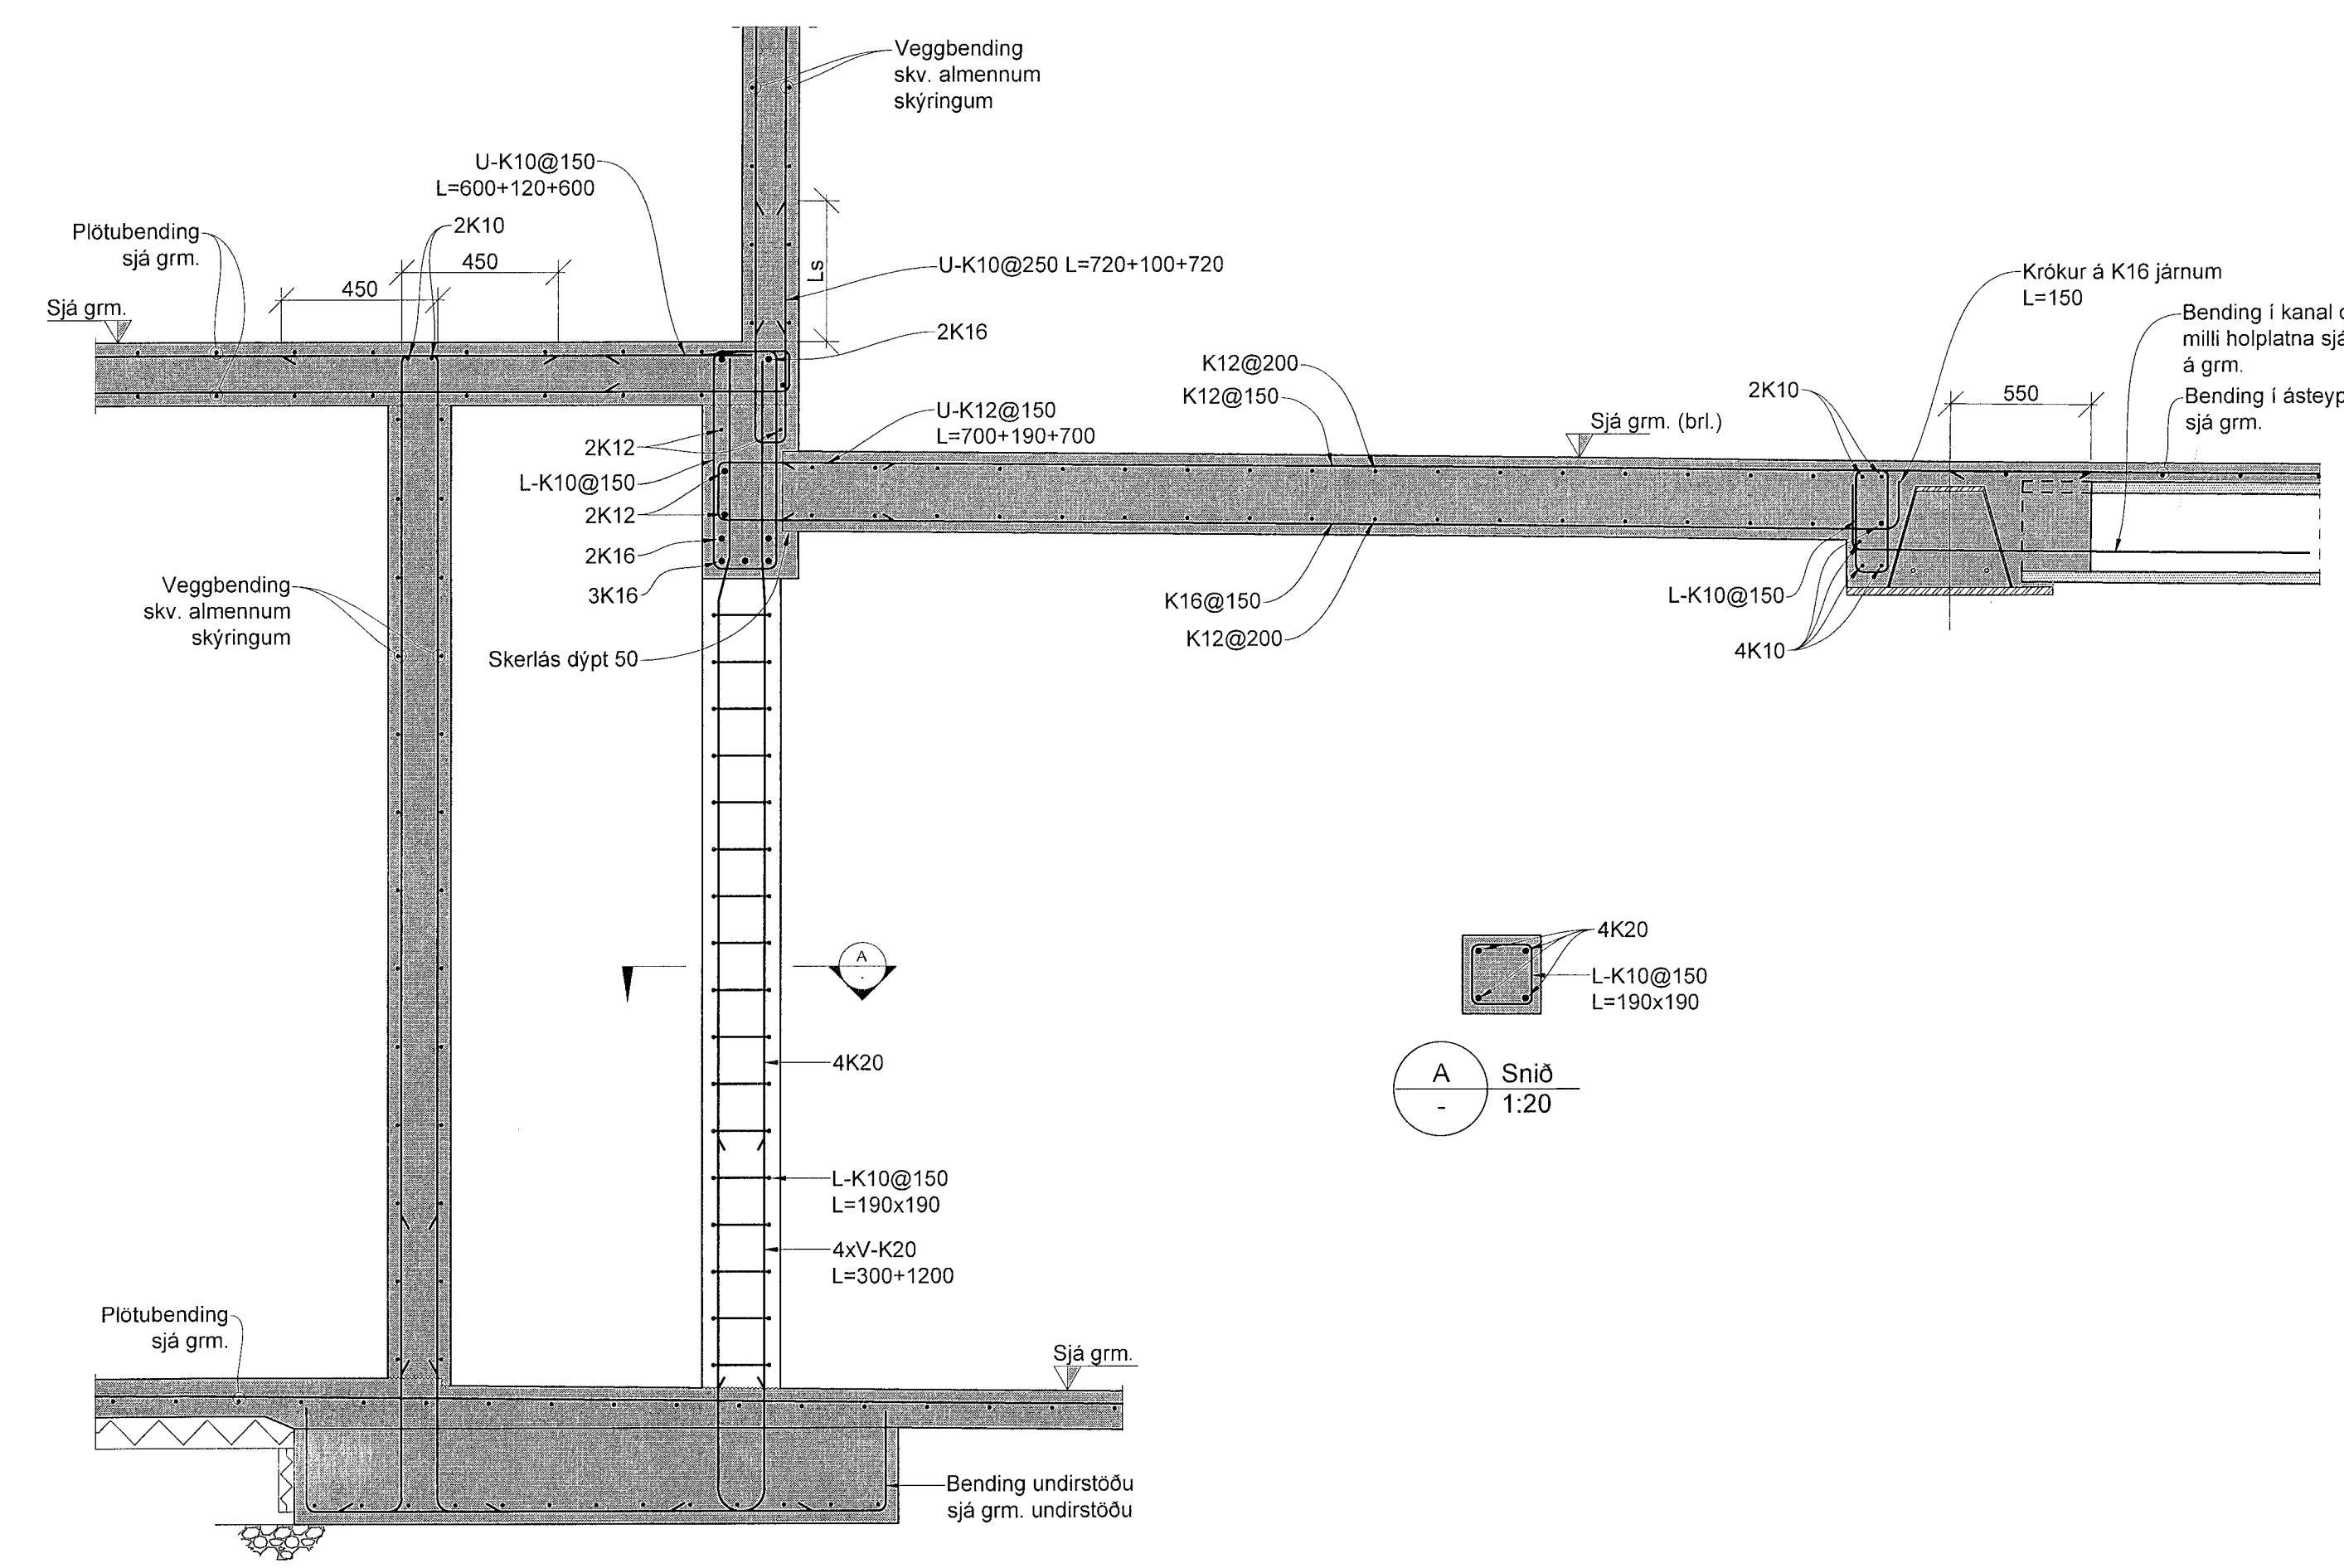 Veggbending
skv. almennum
skýringum
U-K10@150
L=600+120+600
2K10
Plötubending
sjá grm.
450
450
Sjá grm.
Ls
U-K10@250 L=720+100+720
2K16
Krókur á K16 járnum
L=150
Bending í kanal
milli holplatna
á grm.
550
sjá grm.
K12@200
K12@150
2K10
Sjá grm. (brl.)
U-K12@150
L=700+190+700
2K12
L-K10@150
2K12
2K16
3K16
Skerlás dýpt 50
K16@150
K12@200
L-K10@150
4K10
Veggbending
skv. almennum
skýringum
A
-
4K20
L-K10@150
L=190x190
4K20
A
-
Snið
1:20
L-K10@150
L=190x190
4xV-K20
L=300+1200
Plötubending
sjá grm.
Sjá grm.
Bending undirstöðu
sjá grm. undirstöðu